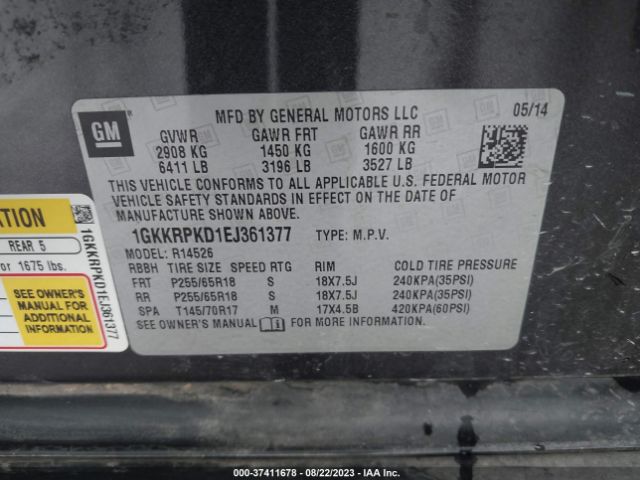 GM
MFD BY GENERAL MOTORS LLC 05/14
GVWR GAWR FRT GAWR RR
2908 KG 1450 KG 1600 KG
6411 LB 3196 LB 3527 LB
THIS VEHICLE CONFORMS TO ALL APPLICABLE U.S. FEDERAL MOTOR
VEHICLE SAFETY STANDARDS IN EFFECT ON THE DATE OF
MANUFACTURE SHOWN ABOVE.
1GKKRPKD1EJ361377 TYPE: M.P.V.
MODEL: R14526
RBBH TIRE SIZE SPEED RTG RIM COLD TIRE PRESSURE
FRT P255/65R18 S 18X7.5J 240KPA(35PSI)
RR P255/65R18 S 18X7.5J 240KPA(35PSI)
SPA T145/70R17 M 17X4.5B 420KPA(60PSI)
SEE OWNER'S MANUAL FOR MORE INFORMATION
ATION
REAR 5
or 1675 lbs.
SEE OWNER'S
MANUAL FOR
ADDITIONAL
INFORMATION
1GKKRPKD1EJ361377
000-37411678 - 08/22/2023 - IAA Inc.